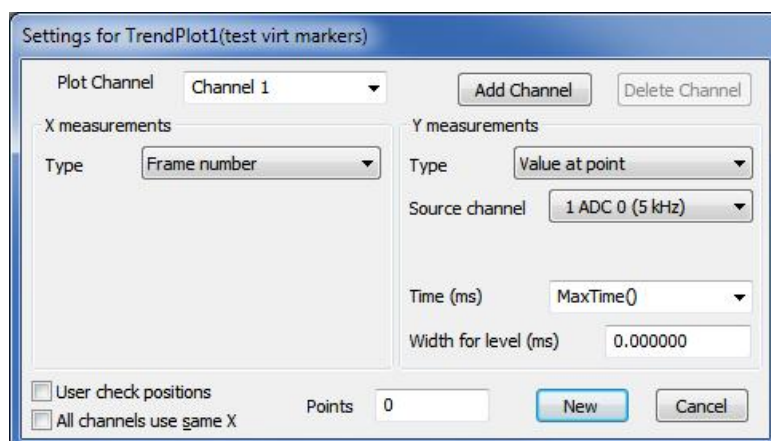 Settings for TrendPlot1(test virt markers)
Plot Channel Channel 1 Add Channel Delete Channel
X measurements
Type Frame number
Y measurements
Type Value at point
Source channel 1 ADC 0 (5 kHz)
Time (ms) MaxTime()
Width for level (ms) 0.000000
User check positions
All channels use same X
Points 0 New Cancel